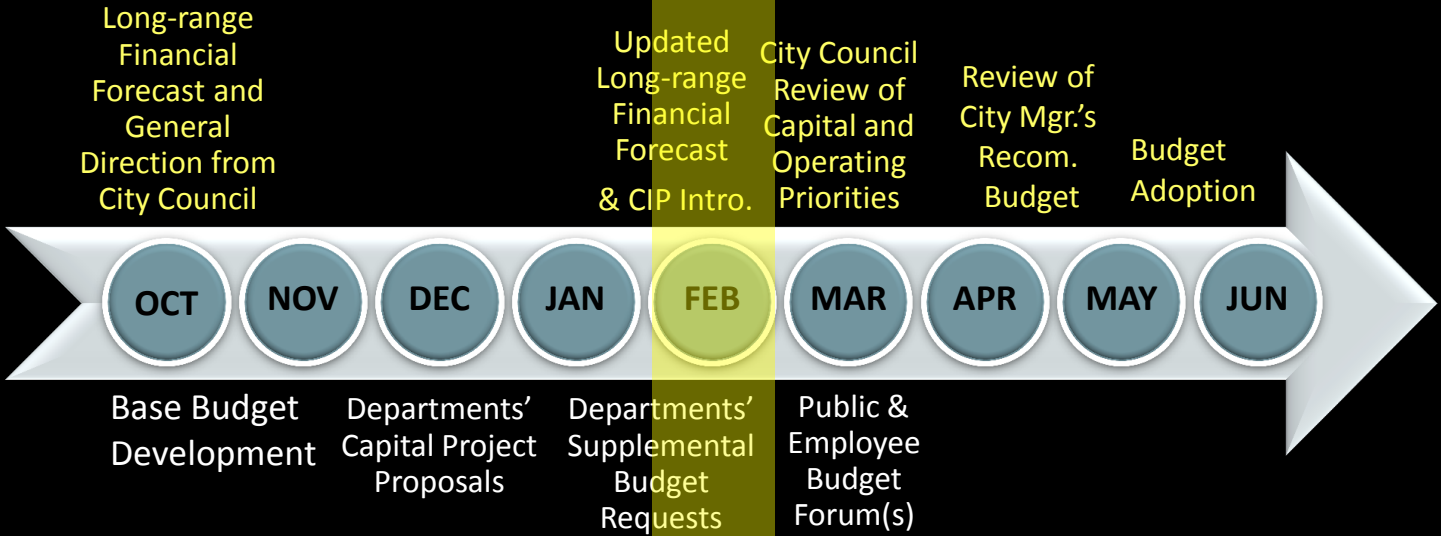 Long-range
Financial
Forecast and
General
Direction from
City Council
Updated
Long-range
Financial
Forecast
& CIP Intro.
City Council
Review of
Capital and
Operating
Priorities
Review of
City Mgr.'s
Recom.
Budget
Budget
Adoption
OCT
NOV
DEC
JAN
FEB
MAR
APR
MAY
JUN
Base Budget
Development
Departments'
Capital Project
Proposals
Departments'
Supplemental
Budget
Requests
Public &
Employee
Budget
Forum(s)